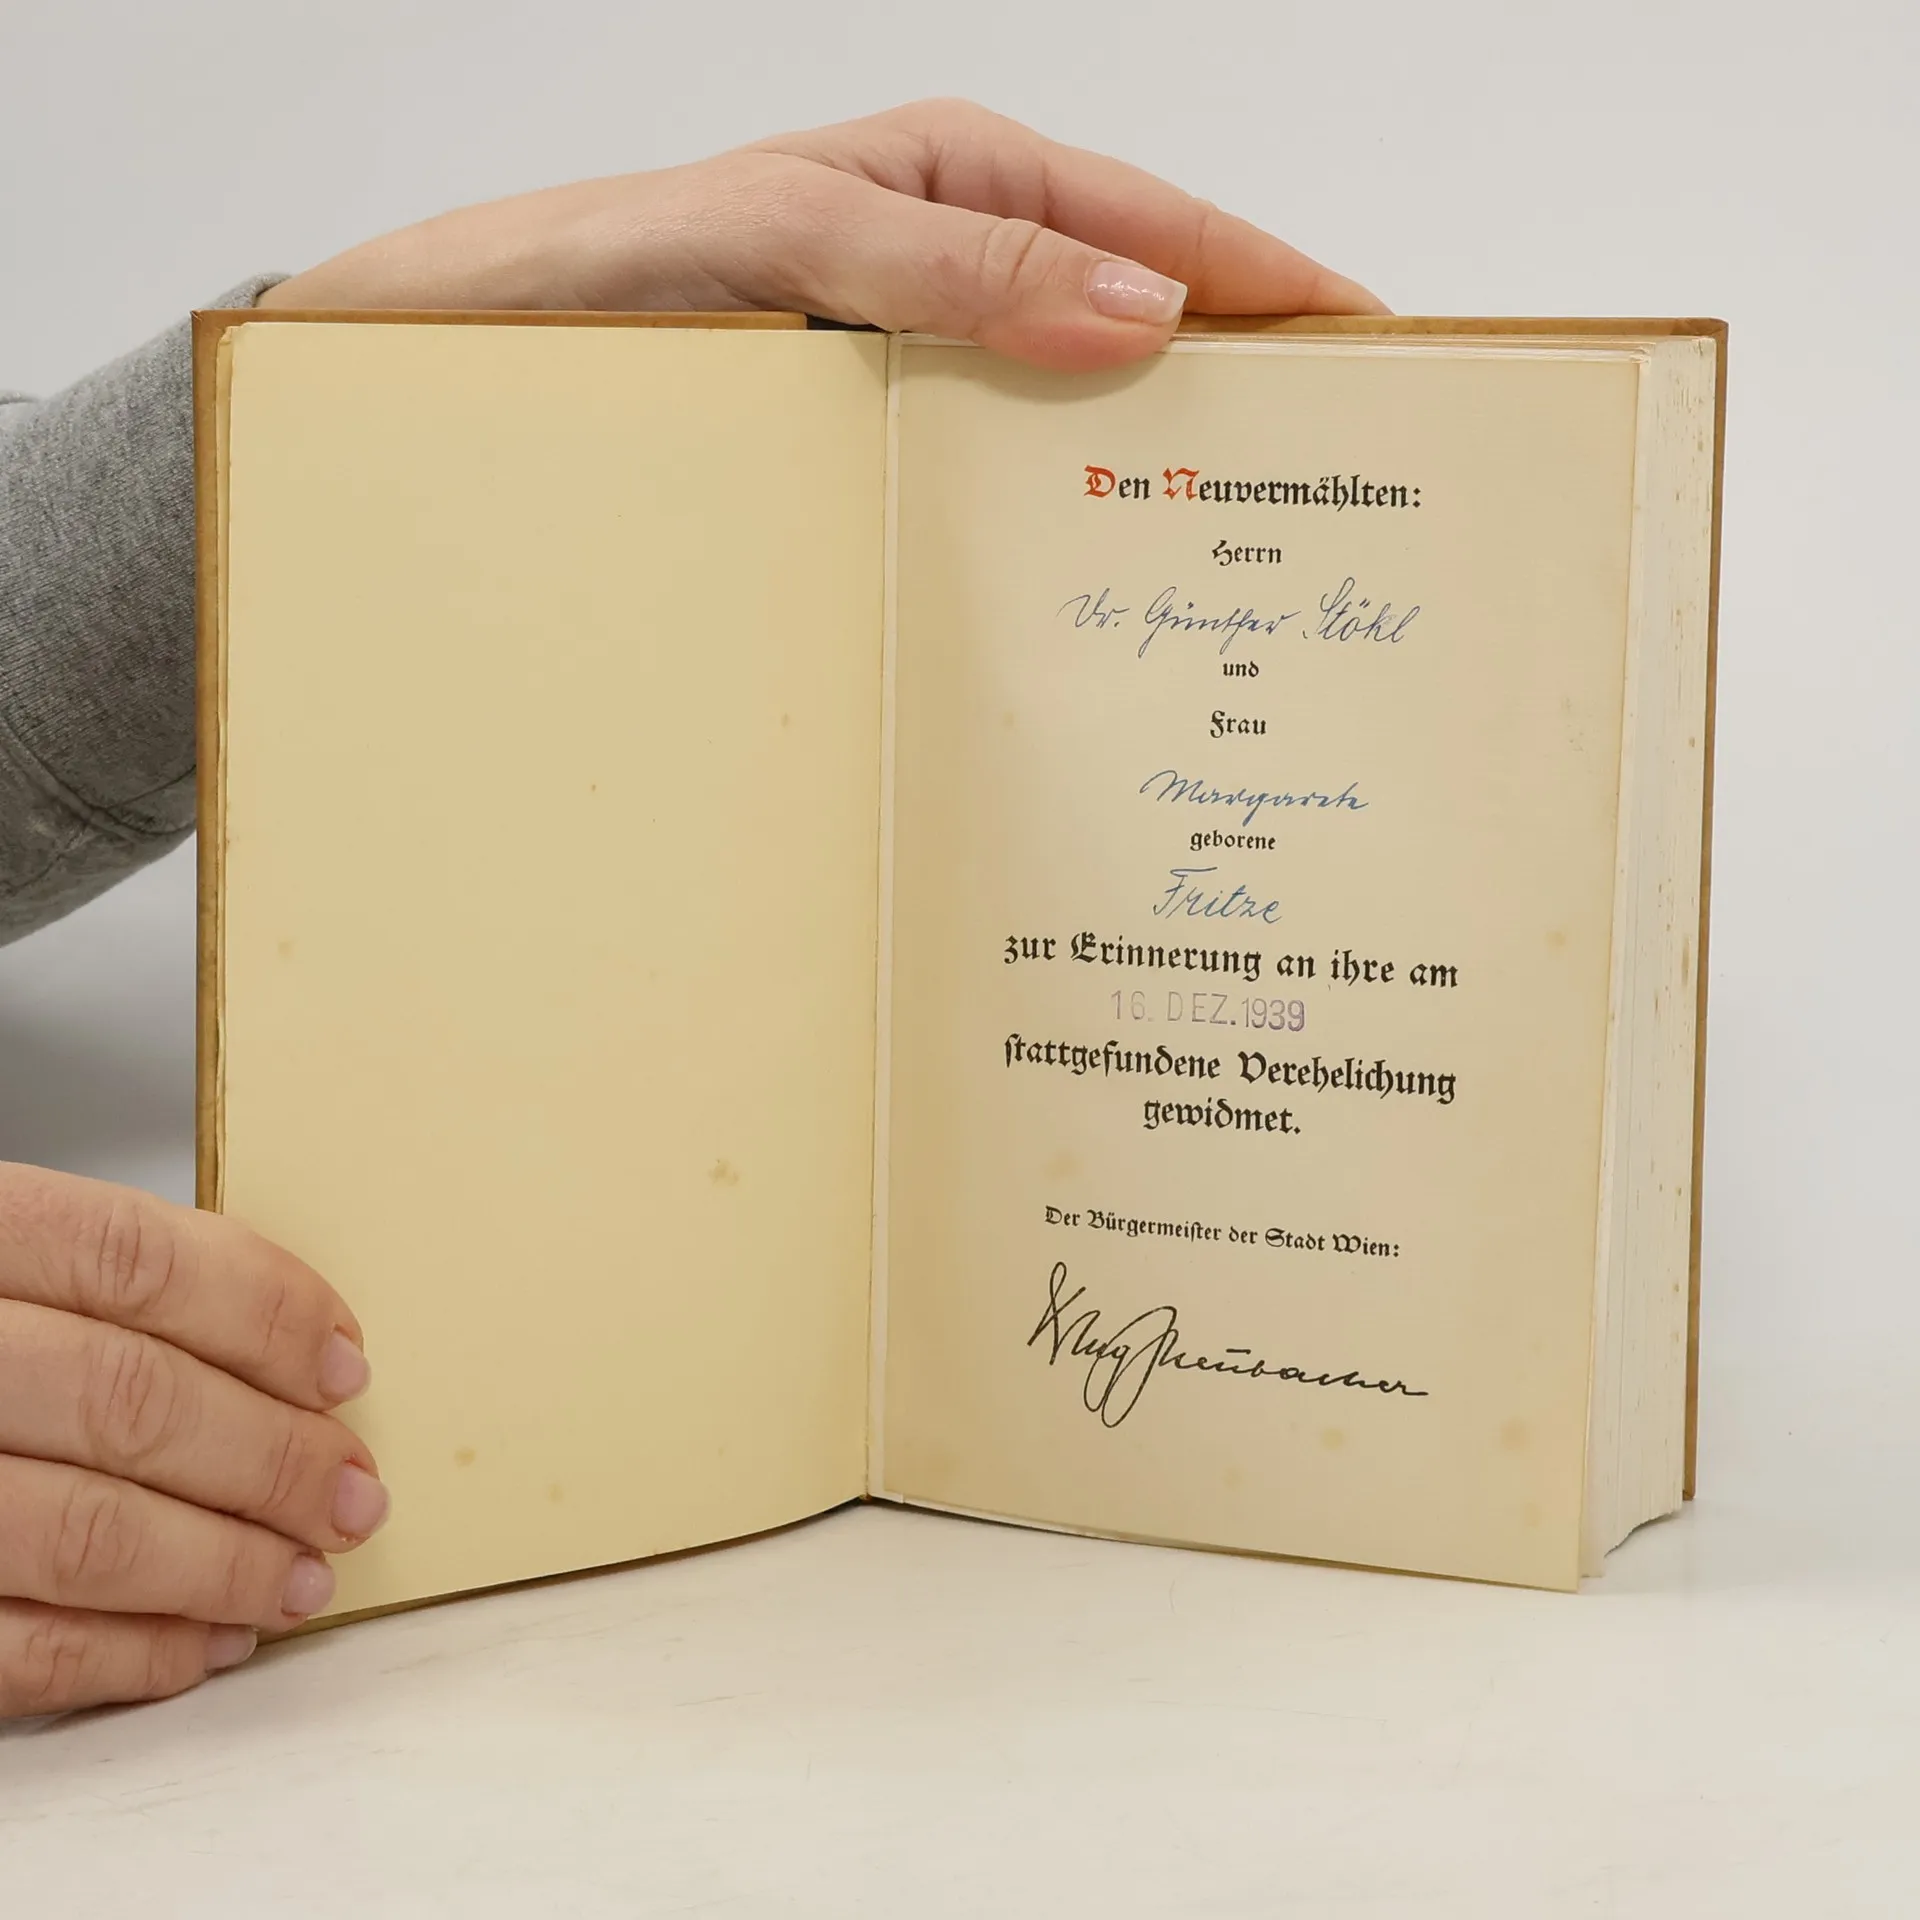 Den Neuvermählten:
Herrn
Dr. Günther Stökl
und
Frau
Margarete
geborene
Fritze
zur Erinnerung an ihre am
16. DEZ. 1939
ſtattgefundene Verehelichung
gewidmet.
Der Bürgermeiſter der Stadt Wien:
Neubacher